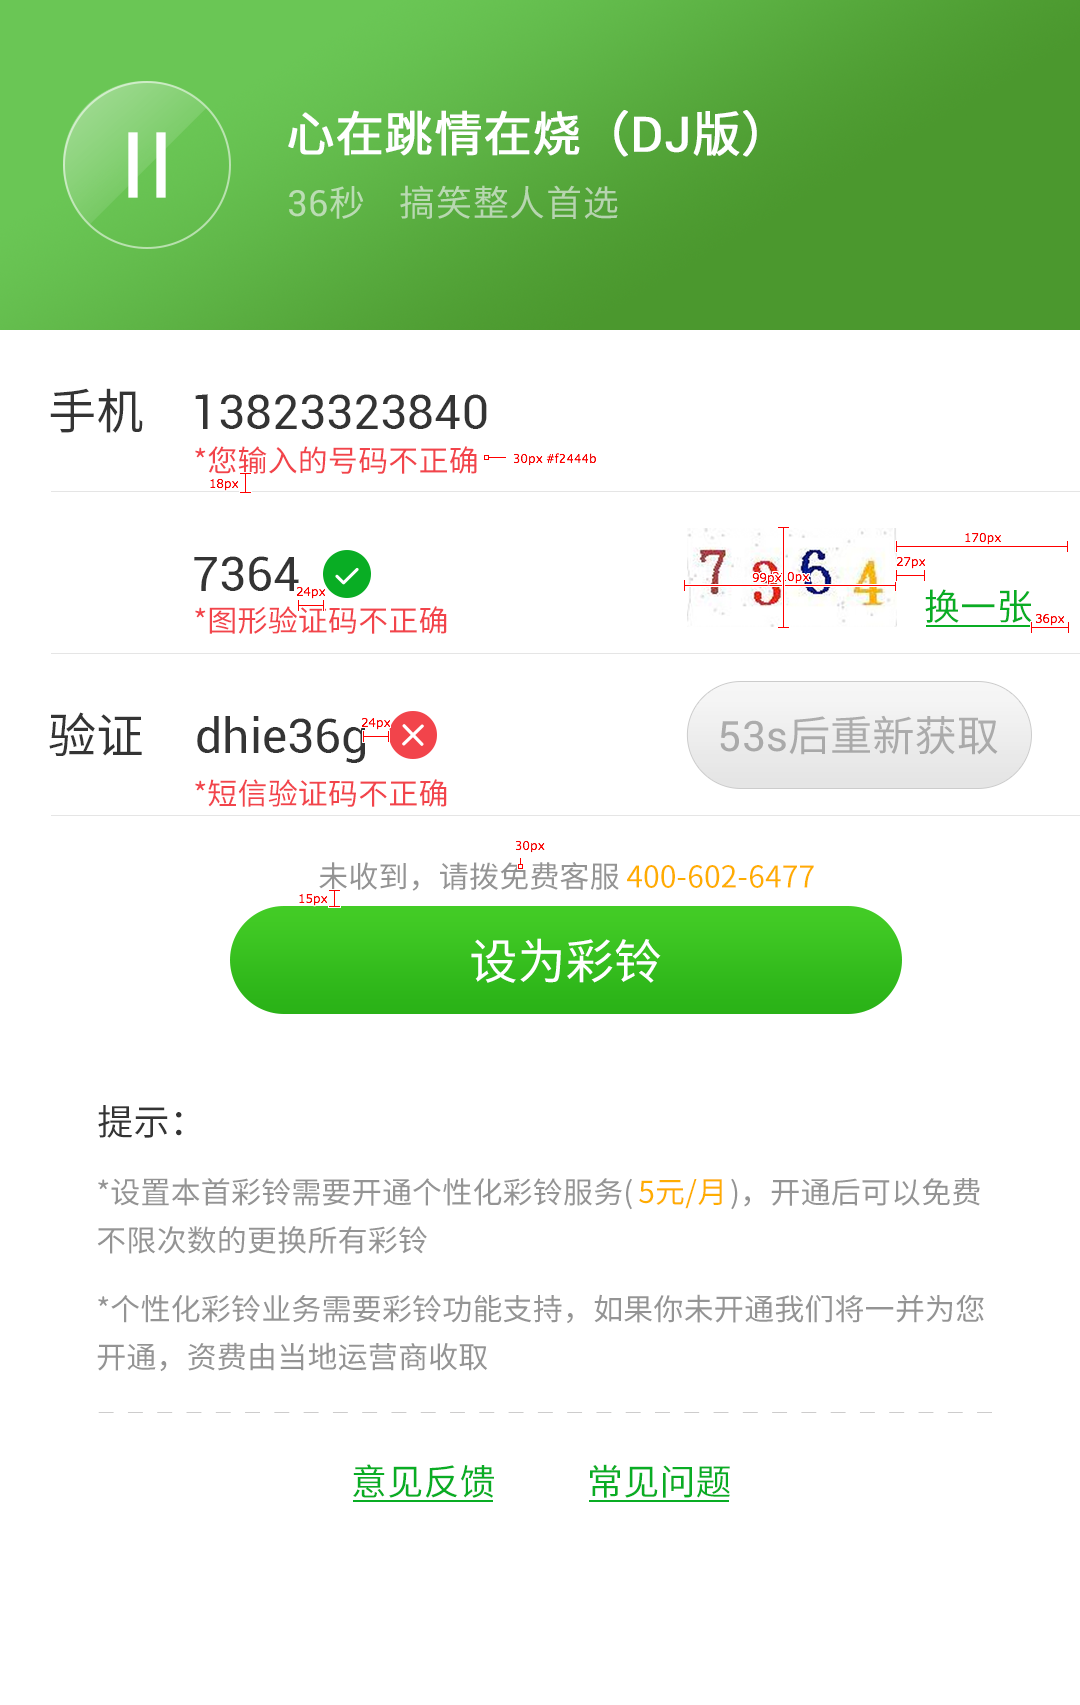 心在跳情在烧（DJ版）
36秒 搞笑整人首选
手机 13823323840
*您输入的号码不正确 30px #f2444b
18px
7364
24px
*图形验证码不正确
7364
99px 0px
170px
27px
换一张
36px
验证 dhie36g
24px
53s后重新获取
*短信验证码不正确
30px
未收到，请拨免费客服 400-602-6477
15px
设为彩铃
提示：
*设置本首彩铃需要开通个性化彩铃服务(5元/月)，开通后可以免费
不限次数的更换所有彩铃
*个性化彩铃业务需要彩铃功能支持，如果你未开通我们将一并为您
开通，资费由当地运营商收取
意见反馈 常见问题